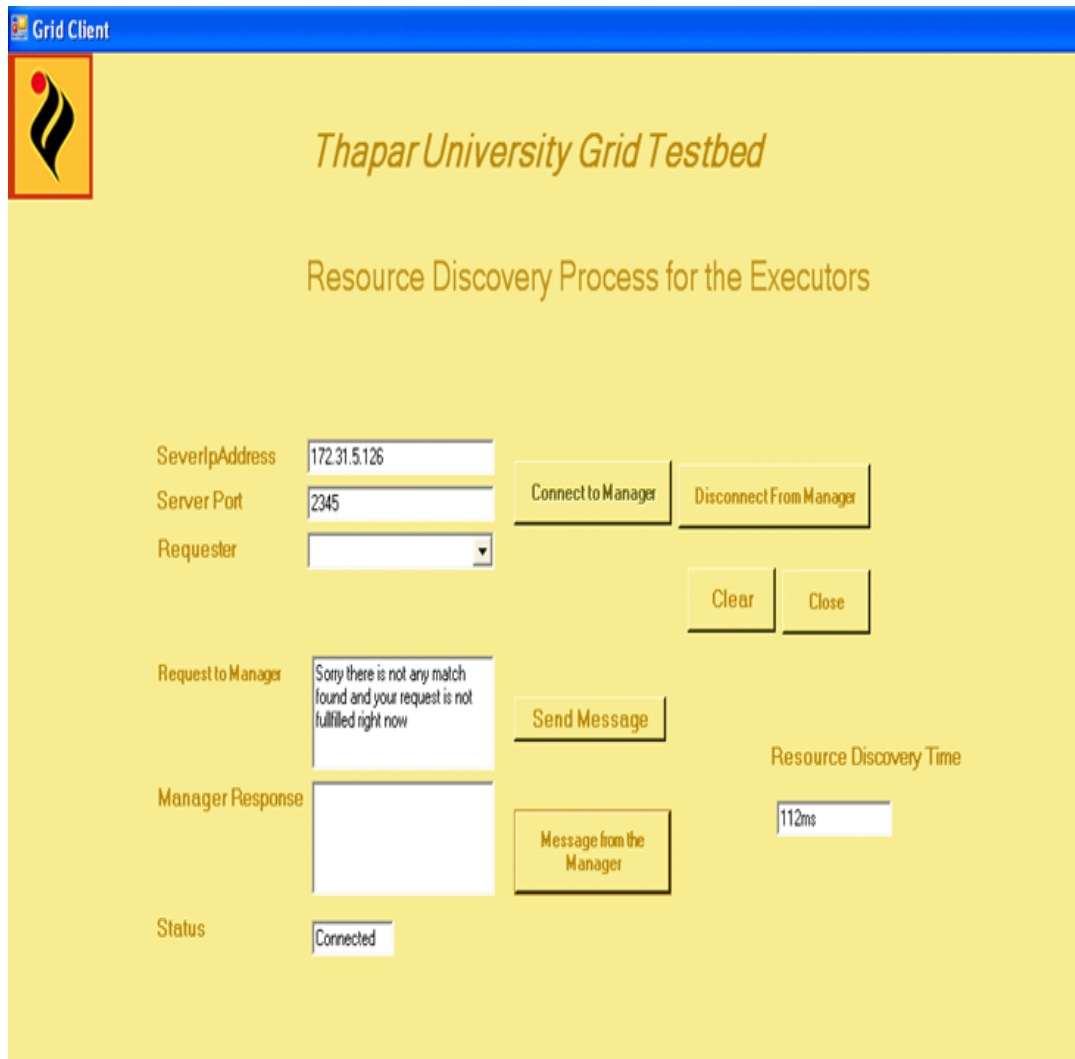 Grid Client
Thapar University Grid Testbed
Resource Discovery Process for the Executors
SeverIpAddress
172.31.5.126
Server Port
2345
Connect to Manager
Disconnect From Manager
Requester
Clear
Close
Request to Manager
Sorry there is not any match
found and your request is not
fullfilled right now
Send Message
Resource Discovery Time
112ms
Manager Response
Message from the
Manager
Status
Connected